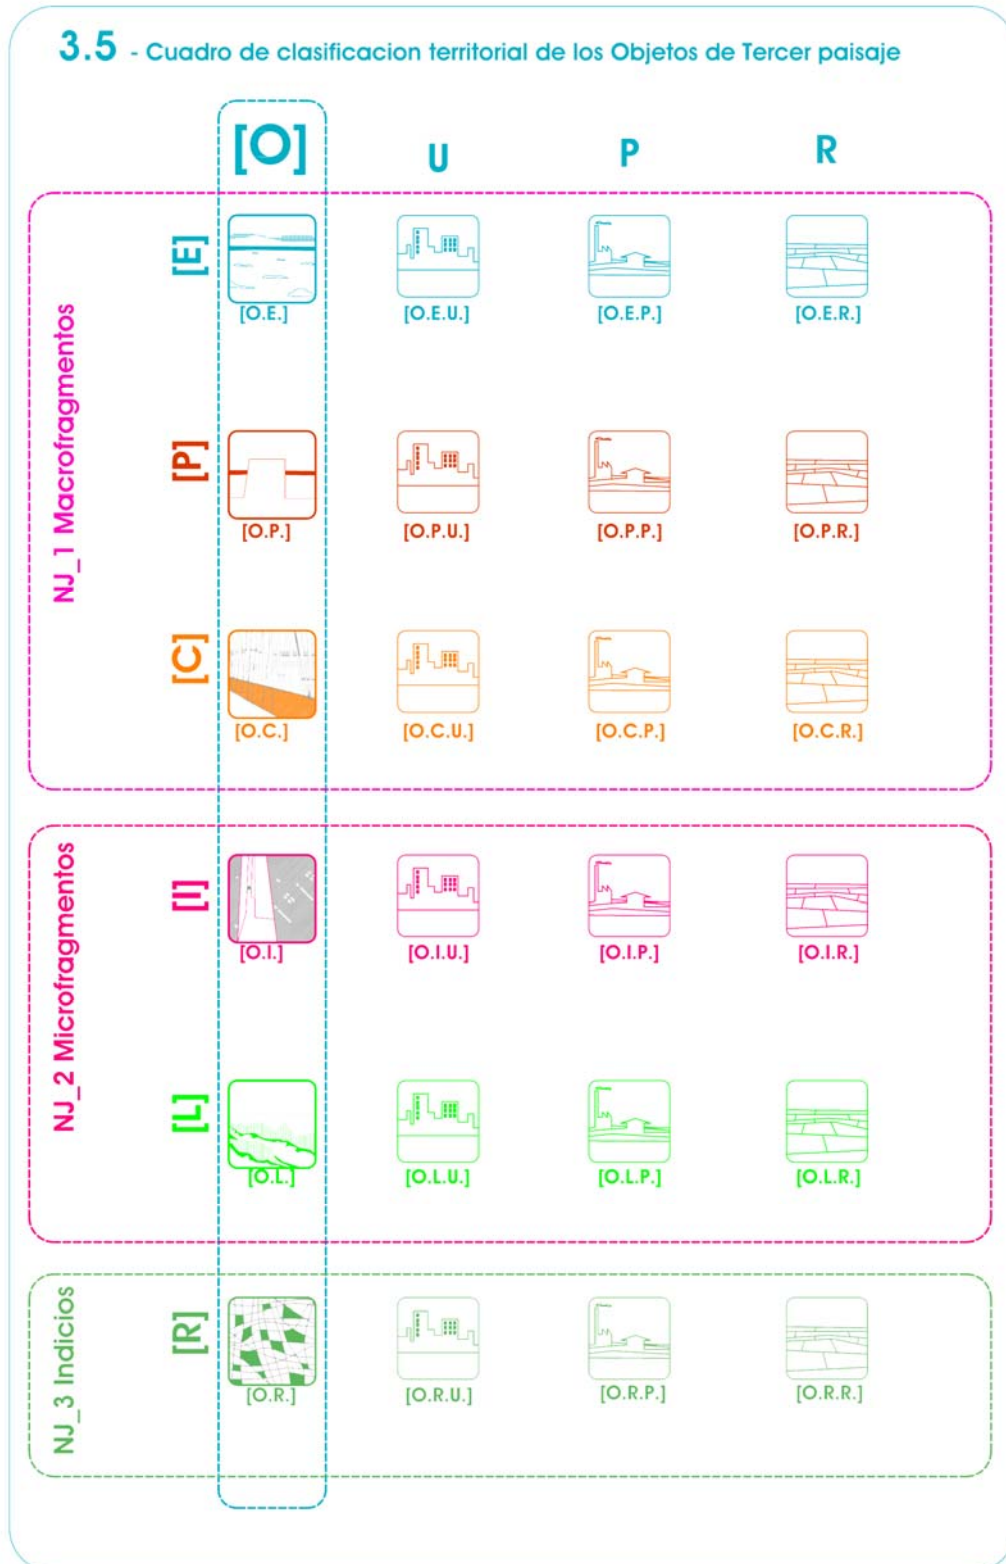 3.5 - Cuadro de clasificacion territorial de los Objetos de Tercer paisaje
[O] U P R
NJ_1 Macrofragmentos
[E]
[O.E.] [O.E.U.] [O.E.P.] [O.E.R.]
[P]
[O.P.] [O.P.U.] [O.P.P.] [O.P.R.]
[C]
[O.C.] [O.C.U.] [O.C.P.] [O.C.R.]
NJ_2 Microfragmentos
[I]
[O.I.] [O.I.U.] [O.I.P.] [O.I.R.]
[L]
[O.L.] [O.L.U.] [O.L.P.] [O.L.R.]
NJ_3 Indicios
[R]
[O.R.] [O.R.U.] [O.R.P.] [O.R.R.]